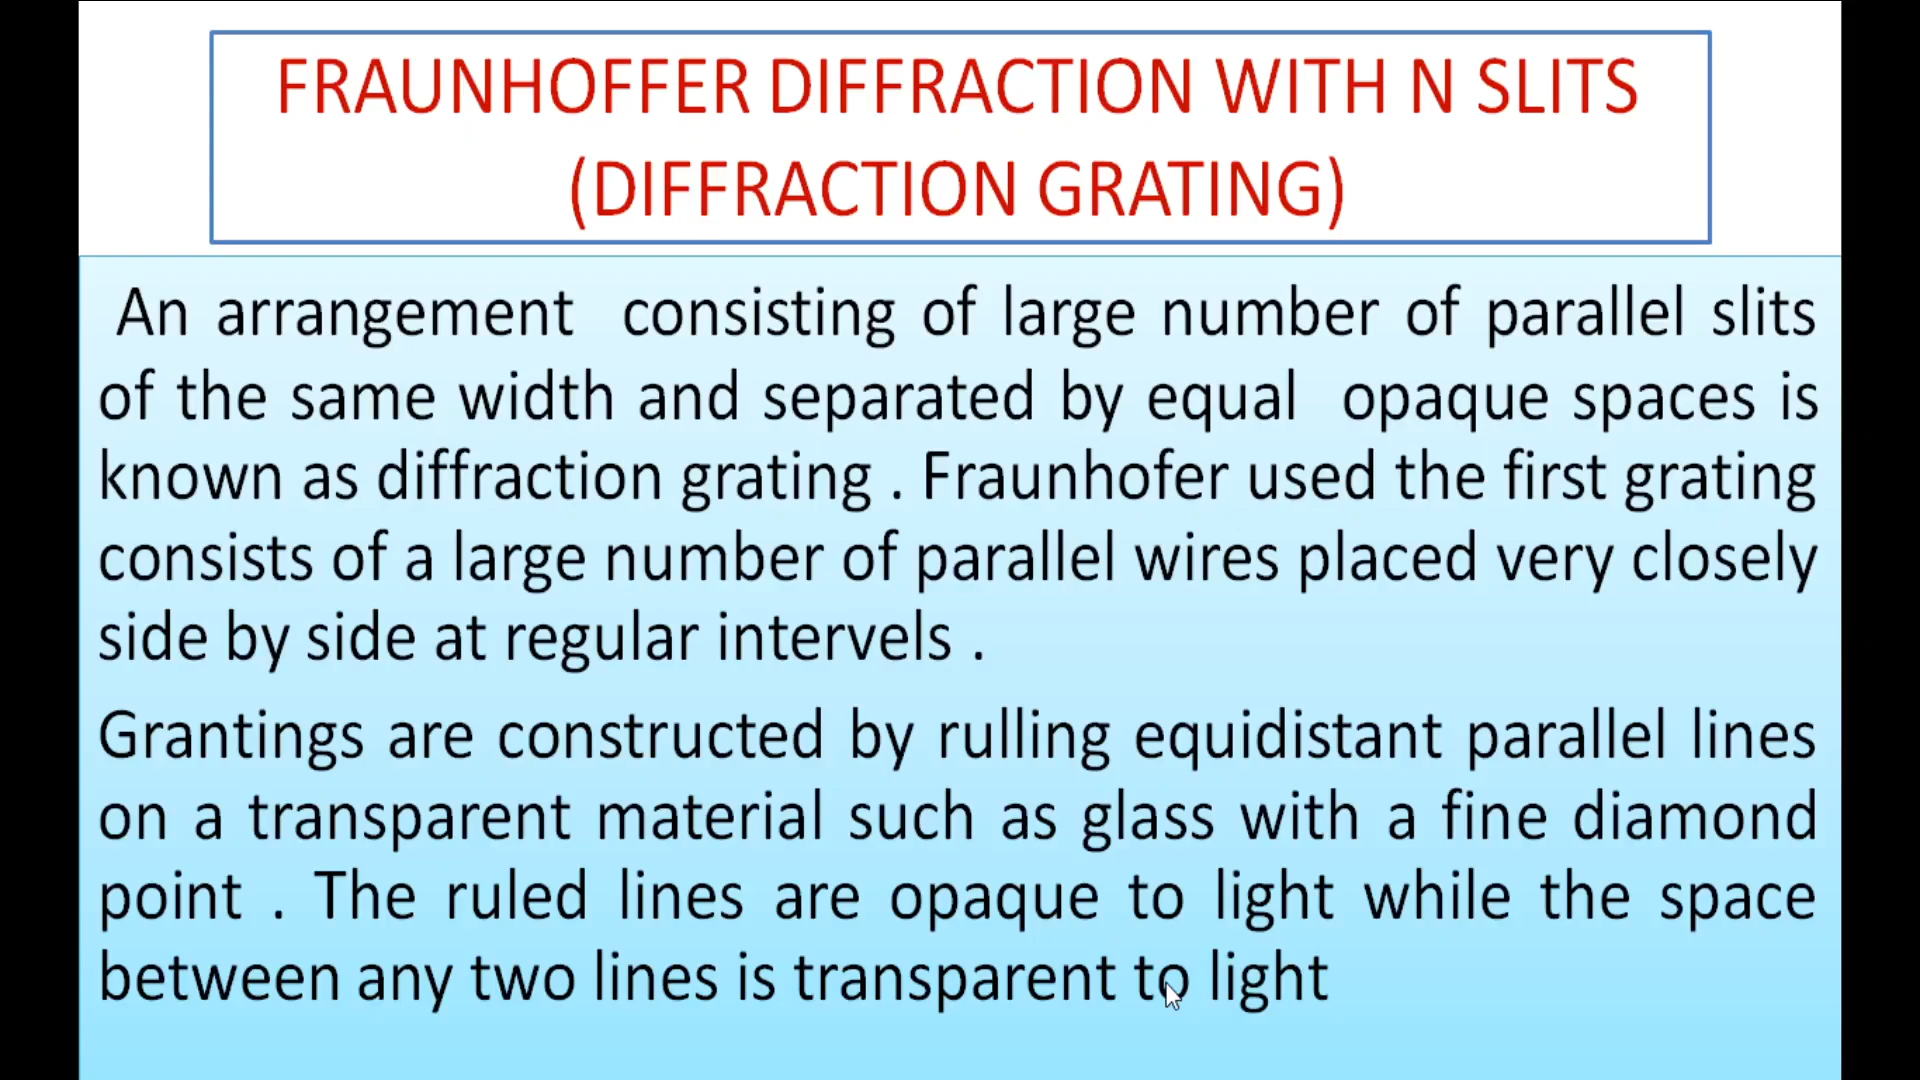 FRAUNHOFFER DIFFRACTION WITH N SLITS
(DIFFRACTION GRATING)
An arrangement consisting of large number of parallel slits
of the same width and separated by equal opaque spaces is
known as diffraction grating . Fraunhofer used the first grating
consists of a large number of parallel wires placed very closely
side by side at regular intervels .
Grantings are constructed by rulling equidistant parallel lines
on a transparent material such as glass with a fine diamond
point . The ruled lines are opaque to light while the space
between any two lines is transparent to light